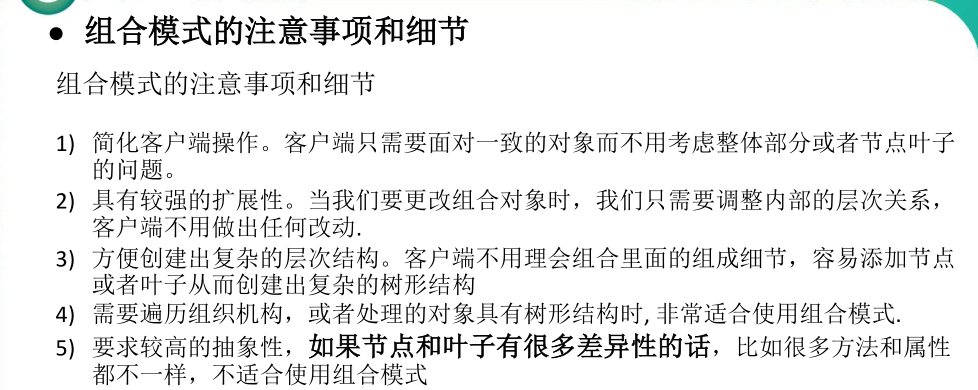 ● 组合模式的注意事项和细节
组合模式的注意事项和细节
1) 简化客户端操作。客户端只需要面对一致的对象而不用考虑整体部分或者节点叶子
的问题。
2) 具有较强的扩展性。当我们要更改组合对象时，我们只需要调整内部的层次关系，
客户端不用做出任何改动.
3) 方便创建出复杂的层次结构。客户端不用理会组合里面的组成细节，容易添加节点
或者叶子从而创建出复杂的树形结构
4) 需要遍历组织机构，或者处理的对象具有树形结构时, 非常适合使用组合模式.
5) 要求较高的抽象性，如果节点和叶子有很多差异性的话，比如很多方法和属性
都不一样，不适合使用组合模式